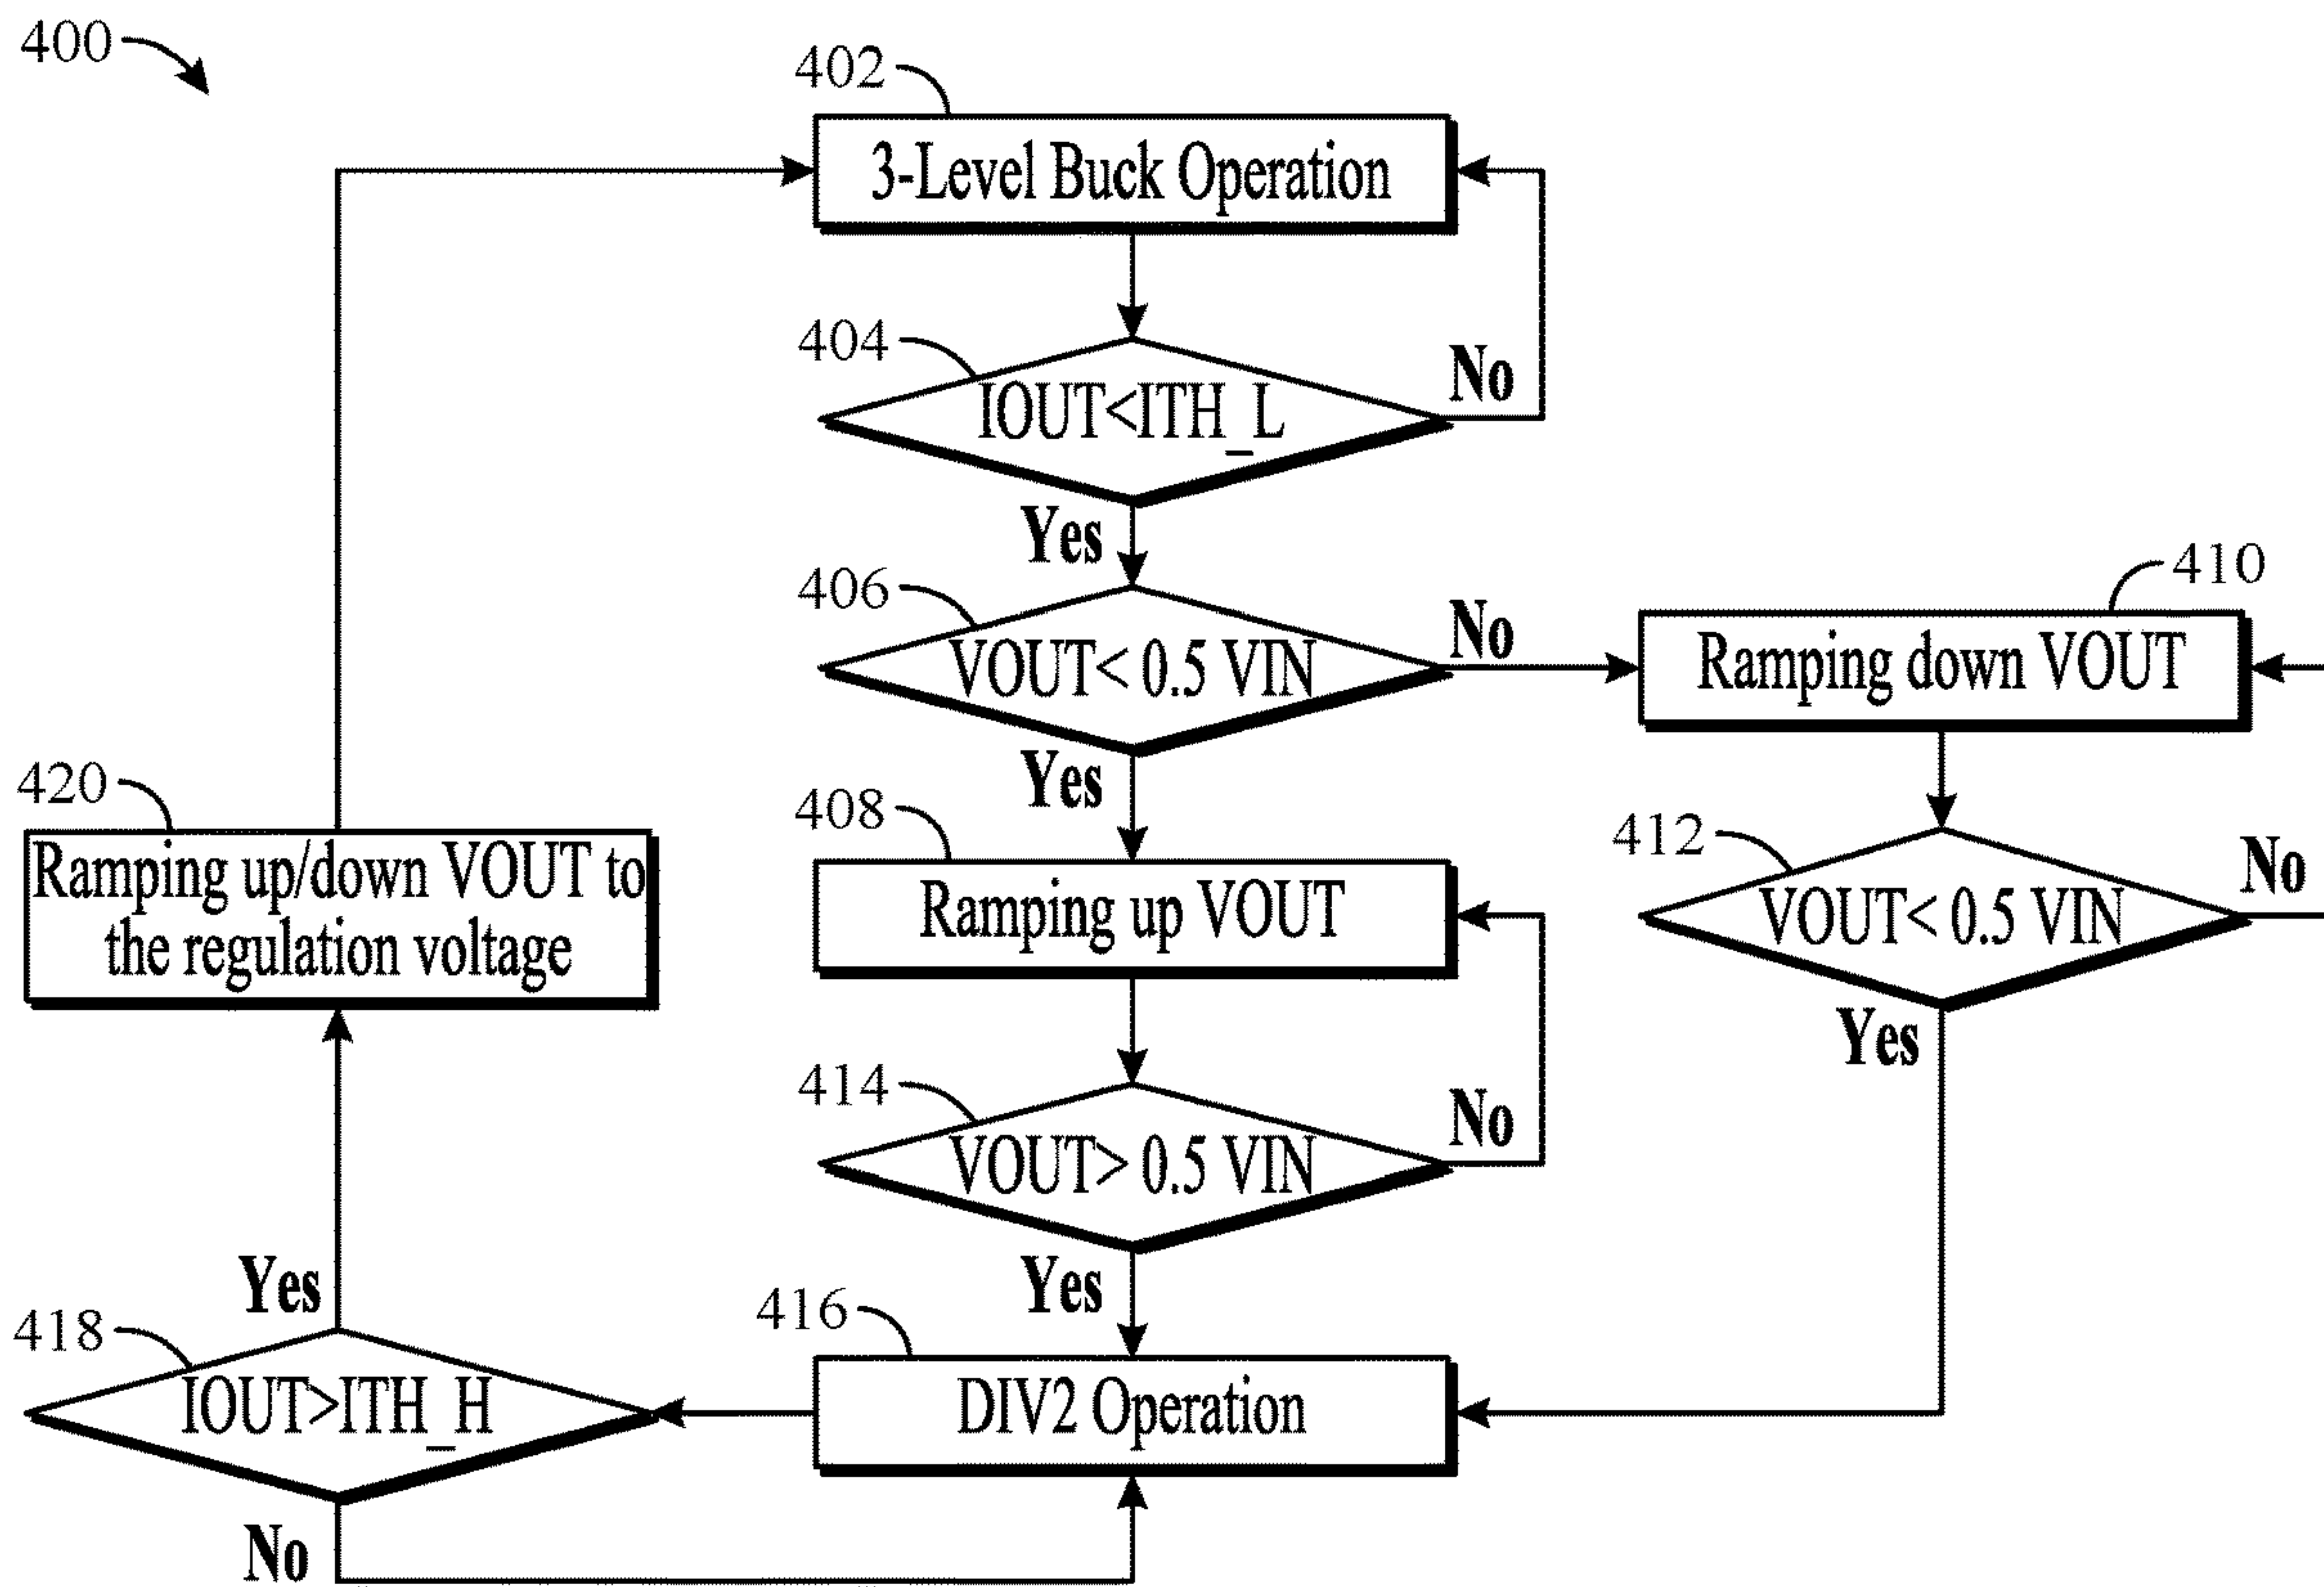 400
402
3-Level Buck Operation
404
IOUT<ITH_L
No
Yes
406
VOUT< 0.5 VIN
No
410
Ramping down VOUT
Yes
420
Ramping up/down VOUT to
the regulation voltage
408
Ramping up VOUT
412
VOUT< 0.5 VIN
No
Yes
414
VOUT> 0.5 VIN
No
Yes
416
DIV2 Operation
Yes
418
IOUT>ITH_H
No